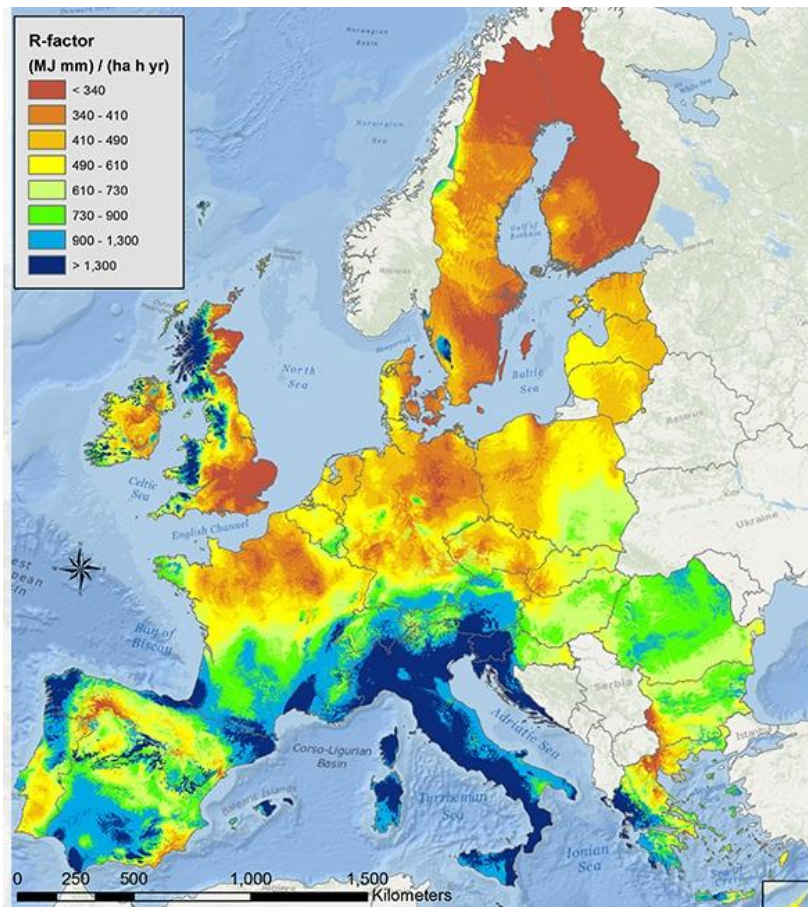 R-factor
(MJ mm) / (ha h yr)
< 340
340 - 410
410 - 490
490 - 610
610 - 730
730 - 900
900 - 1,300
> 1,300
Norwegian
Basin
Norwegian
Sea
Gulf of
Bothnia
Skagerrak
North
Sea
Baltic
Sea
Belarus
Celtic
Sea
English Channel
Ukraine
Bay of
Biscay
Serbia
Adriatic Sea
Istanbul
Corso-Ligurian
Basin
Balearic Islands
Tyrrhenian
Sea
Ionian
Sea
0 250 500 1,000 1,500
Kilometers